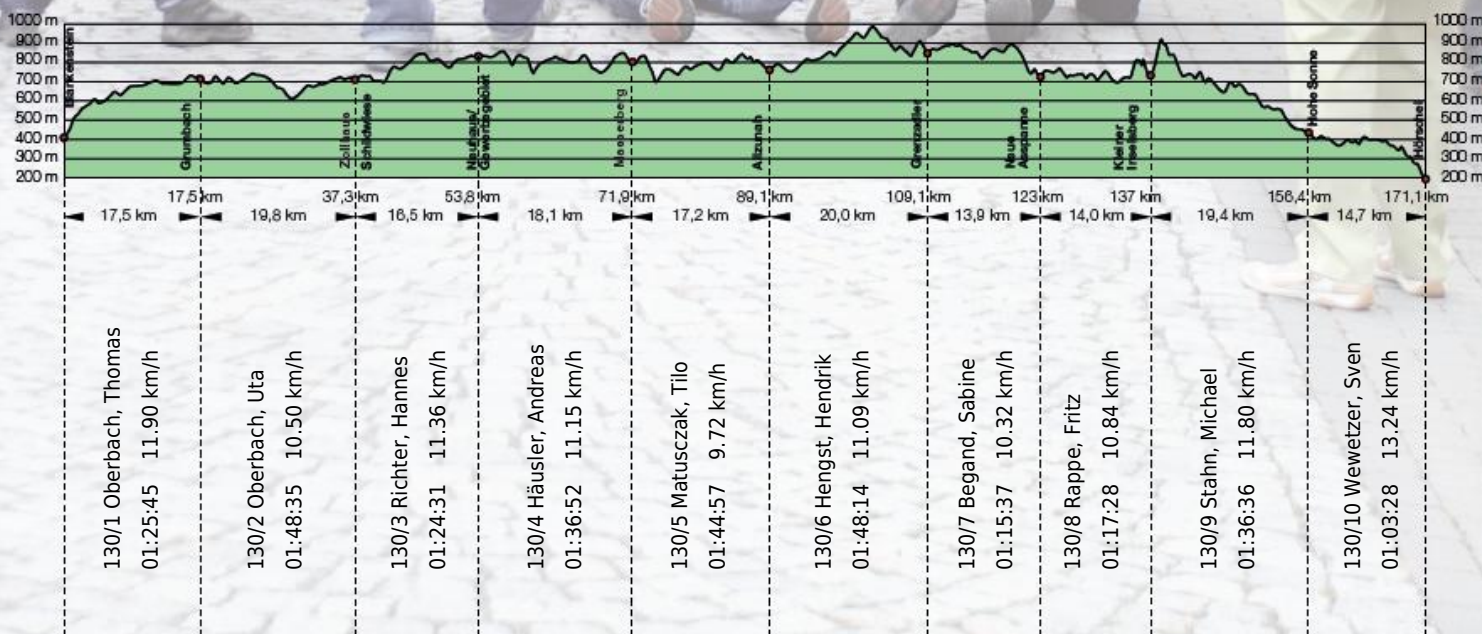 1000 m
900 m
800 m
700 m
600 m
500 m
400 m
300 m
200 m
1000 m
900 m
800 m
700 m
600 m
500 m
400 m
300 m
200 m
Blankenstein
Grumbach
Zollhaus
Schildwiese
Neuhaus/
Masserberg
Allzunah
Grenzadler
Neue
Ausspanne
Kleiner
Inselsberg
Hohe Sonne
Hörschel
17,5 km 37,3 km 53,8 km 71,9 km 89,1 km 109,1 km 123 km 137 km 156,4 km 171,1 km
17,5 km 19,8 km 16,5 km 18,1 km 17,2 km 20,0 km 13,9 km 14,0 km 19,4 km 14,7 km
130/1 Oberbach, Thomas
01:25:45 11.90 km/h
130/2 Oberbach, Uta
01:48:35 10.50 km/h
130/3 Richter, Hannes
01:24:31 11.36 km/h
130/4 Häusler, Andreas
01:36:52 11.15 km/h
130/5 Matusczak, Tilo
01:44:57 9.72 km/h
130/6 Hengst, Hendrik
01:48:14 11.09 km/h
130/7 Begand, Sabine
01:15:37 10.32 km/h
130/8 Rappe, Fritz
01:17:28 10.84 km/h
130/9 Stahn, Michael
01:36:36 11.80 km/h
130/10 Wewetzer, Sven
01:03:28 13.24 km/h